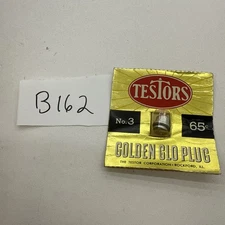 B162
TESTORS
No. 3
65¢
GOLDEN GLO PLUG
THE TESTOR CORPORATION · ROCKFORD, ILL.